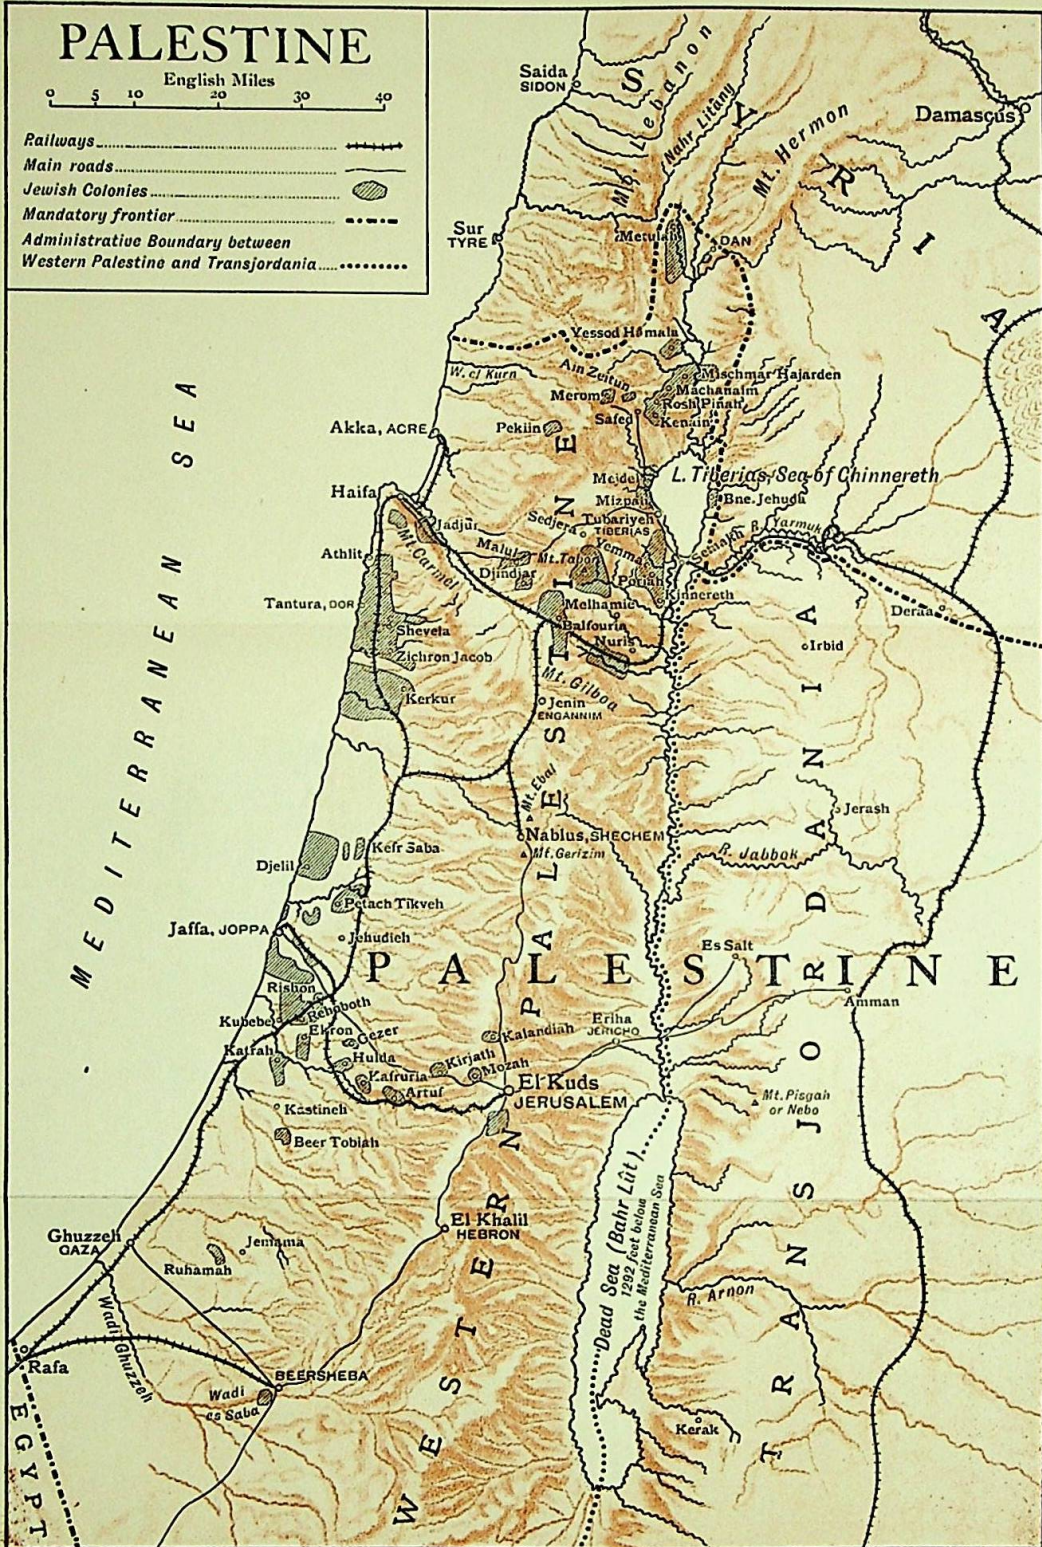 PALESTINE
English Miles
0 5 10 20 30 40
Railways
Main roads
Jewish Colonies
Mandatory frontier
Administrative Boundary between
Western Palestine and Transjordania
Saida
SIDON
SYRIA
Mt. Lebanon
Nahr Litâny
Mt. Hermon
Damascus
Sur
TYRE
Metulah
DAN
Yessod Hamala
W. el Kurn
Ain Zeitun
Mischmar Hajarden
Machanaim
Merom
Rosh Pinah
Safed
Kenain
Pekiin
Akka, ACRE
Mejdel
L. Tiberias, Sea of Chinnereth
Haifa
Mizpah
Bne. Jehuda
Jadjur
Sedjera
Tubariyeh
TIBERIAS
R. Yarmuk
Semakh
Athlit
Mt. Carmel
Malul
Mt. Tabor
Yemma
Djindjar
Poriah
Kinnereth
Tantura, DOR
Melhamie
Deraa
Sheveia
Balfouria
Irbid
Nuris
Zichron Jacob
Mt. Gilboa
Kerkur
Jenin
ENGANNIM
MEDITERRANEAN SEA
Mt. Ebal
Jerash
Nablus, SHECHEM
Mt. Gerizim
R. Jabbok
Kefr Saba
Djelil
Petach Tikveh
Jaffa, JOPPA
Jehudieh
Es Salt
PALESTINE
Rishon
Amman
Rehoboth
Kubebe
Ekron
Gezer
Kalandiah
Eriha
JERICHO
Katrah
Hulda
Kirjath
Mozah
Kafruria
Artuf
El Kuds
JERUSALEM
Kastineh
Mt. Pisgah
or Nebo
Beer Tobiah
El Khalil
HEBRON
Ghuzzeh
GAZA
Jemama
Ruhamah
Dead Sea (Bahr Lût)
1292 feet below
the Mediterranean Sea
R. Arnon
Wadi Ghuzzeh
Rafa
BEERSHEBA
Wadi
es Saba
Kerak
EGYPT
WESTERN PALESTINE
TRANSJORDANIA